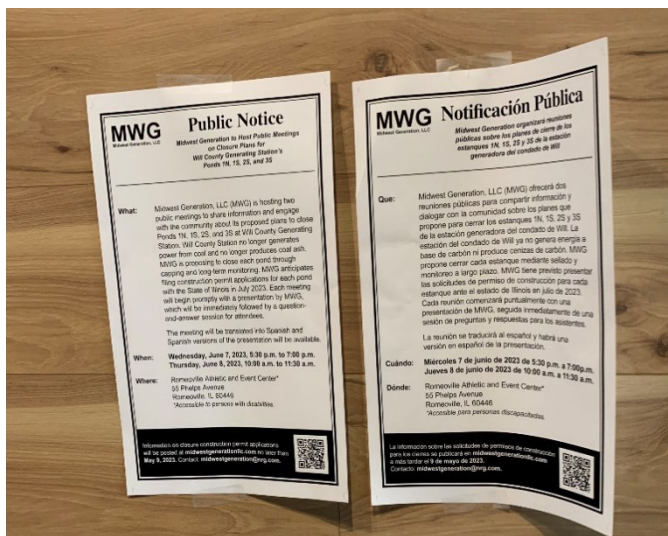 MWG
Midwest Generation, LLC
Public Notice
Midwest Generation to Host Public Meetings
on Closure Plans for
Will County Generating Station's
Ponds 1N, 1S, 2S, and 3S
What: Midwest Generation, LLC (MWG) is hosting two
public meetings to share information and engage
with the community about its proposed plans to close
Ponds 1N, 1S, 2S, and 3S at Will County Generating
Station. Will County Station no longer generates
power from coal and no longer produces coal ash.
MWG is proposing to close each pond through
capping and long-term monitoring. MWG anticipates
filing construction permit applications for each pond
with the State of Illinois in July 2023. Each meeting
will begin promptly with a presentation by MWG,
which will be immediately followed by a question-
and-answer session for attendees.
The meeting will be translated into Spanish and
Spanish versions of the presentation will be available.
When: Wednesday, June 7, 2023, 5:30 p.m. to 7:00 p.m.
Thursday, June 8, 2023, 10:00 a.m. to 11:30 a.m.
Where: Romeoville Athletic and Event Center*
55 Phelps Avenue
Romeoville, IL 60446
*Accessible to persons with disabilities.
Information on closure construction permit applications
will be posted at midwestgenerationllc.com no later than
May 9, 2023. Contact: midwestgeneration@nrg.com.
MWG
Midwest Generation, LLC
Notificación Pública
Midwest Generation organizará reuniones
públicas sobre los planes de cierre de los
estanques 1N, 1S, 2S y 3S de la estación
generadora del condado de Will
Que: Midwest Generation, LLC (MWG) ofrecerá dos
reuniones públicas para compartir información y
dialogar con la comunidad sobre los planes que
propone para cerrar los estanques 1N, 1S, 2S y 3S
de la estación generadora del condado de Will. La
estación del condado de Will ya no genera energía a
base de carbón ni produce cenizas de carbón. MWG
propone cerrar cada estanque mediante sellado y
monitoreo a largo plazo. MWG tiene previsto presentar
las solicitudes de permiso de construcción para cada
estanque ante el estado de Illinois en julio de 2023.
Cada reunión comenzará puntualmente con una
presentación de MWG, seguida inmediatamente de una
sesión de preguntas y respuestas para los asistentes.
La reunión se traducirá al español y habrá una
versión en español de la presentación.
Cuándo: Miércoles 7 de junio de 2023 de 5:30 p.m. a 7:00p.m.
Jueves 8 de junio de 2023 de 10:00 a.m. a 11:30 a.m.
Dónde: Romeoville Athletic and Event Center*
55 Phelps Avenue
Romeoville, IL 60446
*Accesible para personas discapacitadas.
La información sobre las solicitudes de permisos de construcción
para los cierres se publicará en midwestgenerationllc.com
a más tardar el 9 de mayo de 2023.
Contacto: midwestgeneration@nrg.com.